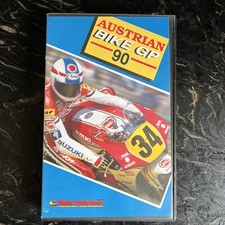 AUSTRIAN
BIKE GP
90
34
SUZUKI